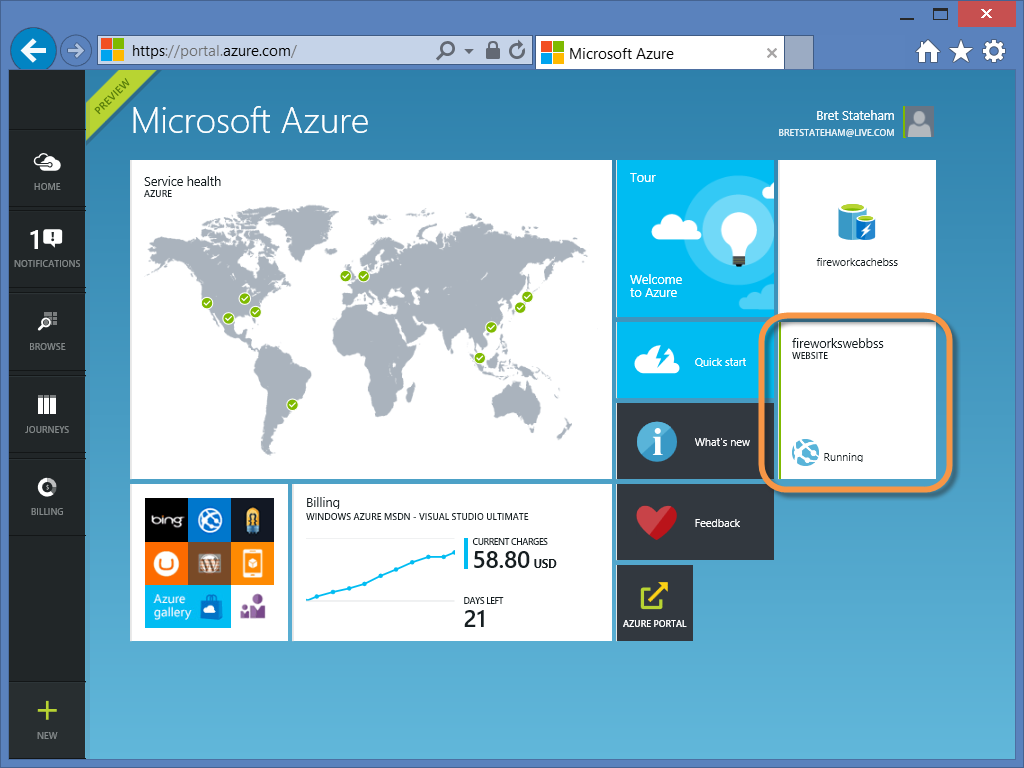 https://portal.azure.com/
Microsoft Azure
PREVIEW
Microsoft Azure
Bret Stateham
BRETSTATEHAM@LIVE.COM
HOME
1
NOTIFICATIONS
BROWSE
JOURNEYS
BILLING
NEW
Service health
AZURE
Tour
Welcome
to Azure
fireworkcachebss
Quick start
fireworkswebbss
WEBSITE
Running
What's new
bing
Azure
gallery
Billing
WINDOWS AZURE MSDN - VISUAL STUDIO ULTIMATE
CURRENT CHARGES
58.80 USD
DAYS LEFT
21
Feedback
AZURE PORTAL